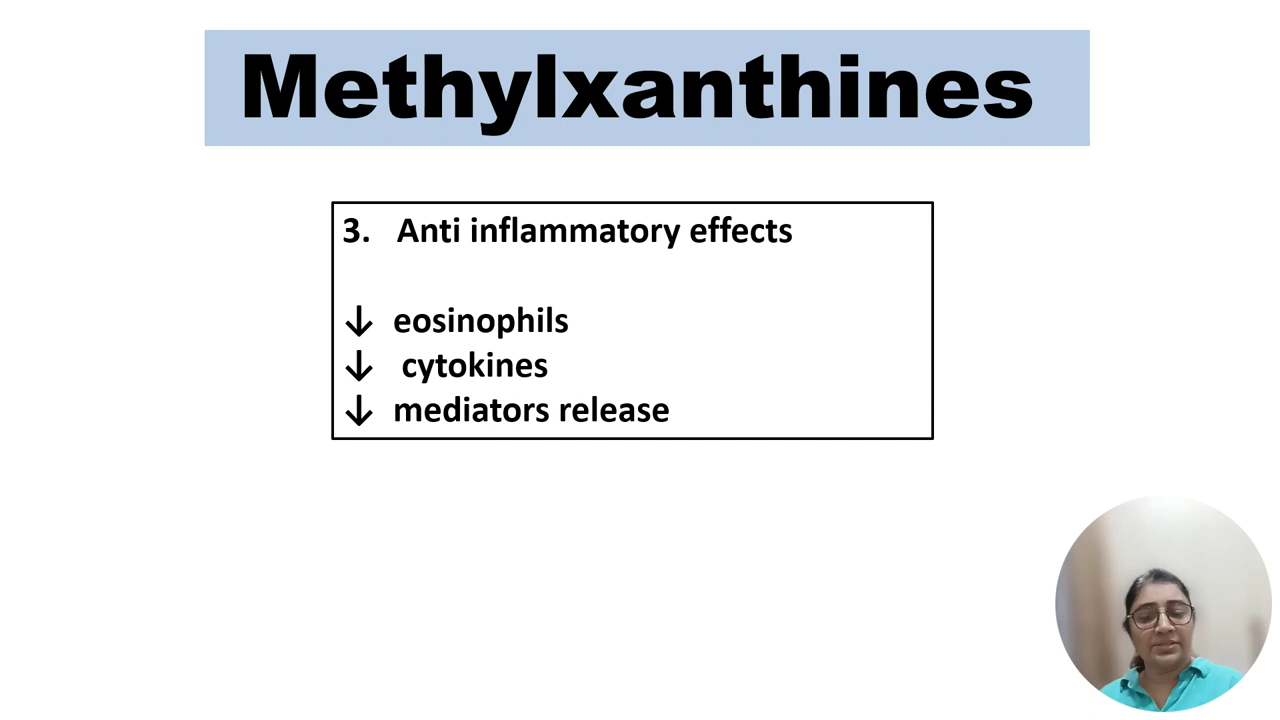 Methylxanthines
3. Anti inflammatory effects
↓ eosinophils
↓ cytokines
↓ mediators release